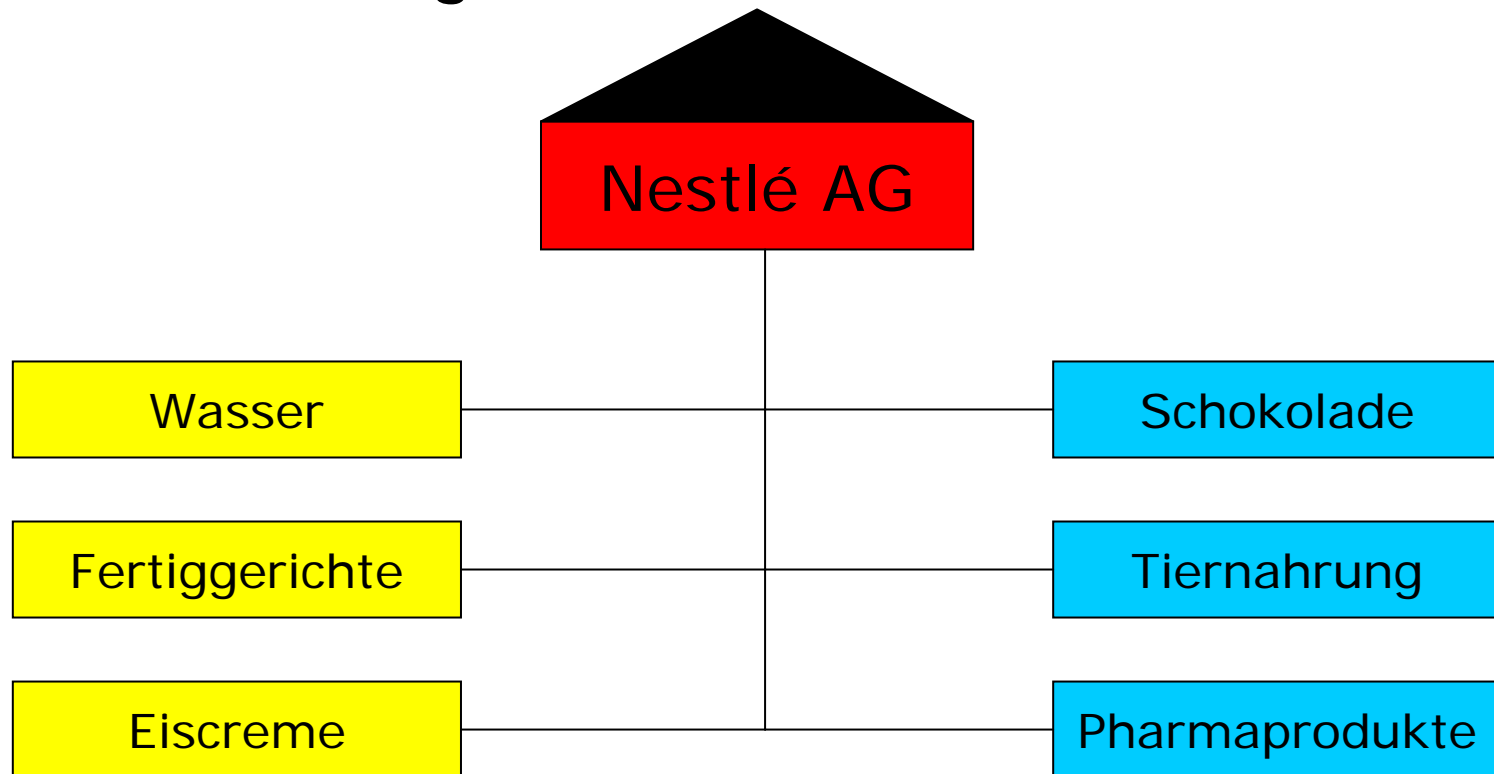 Nestlé AG
Wasser
Schokolade
Fertiggerichte
Tiernahrung
Eiscreme
Pharmaprodukte